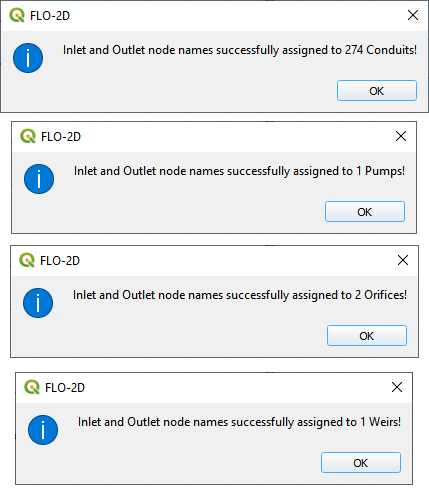 FLO-2D
Inlet and Outlet node names successfully assigned to 274 Conduits!
OK
FLO-2D
Inlet and Outlet node names successfully assigned to 1 Pumps!
OK
FLO-2D
Inlet and Outlet node names successfully assigned to 2 Orifices!
OK
FLO-2D
Inlet and Outlet node names successfully assigned to 1 Weirs!
OK